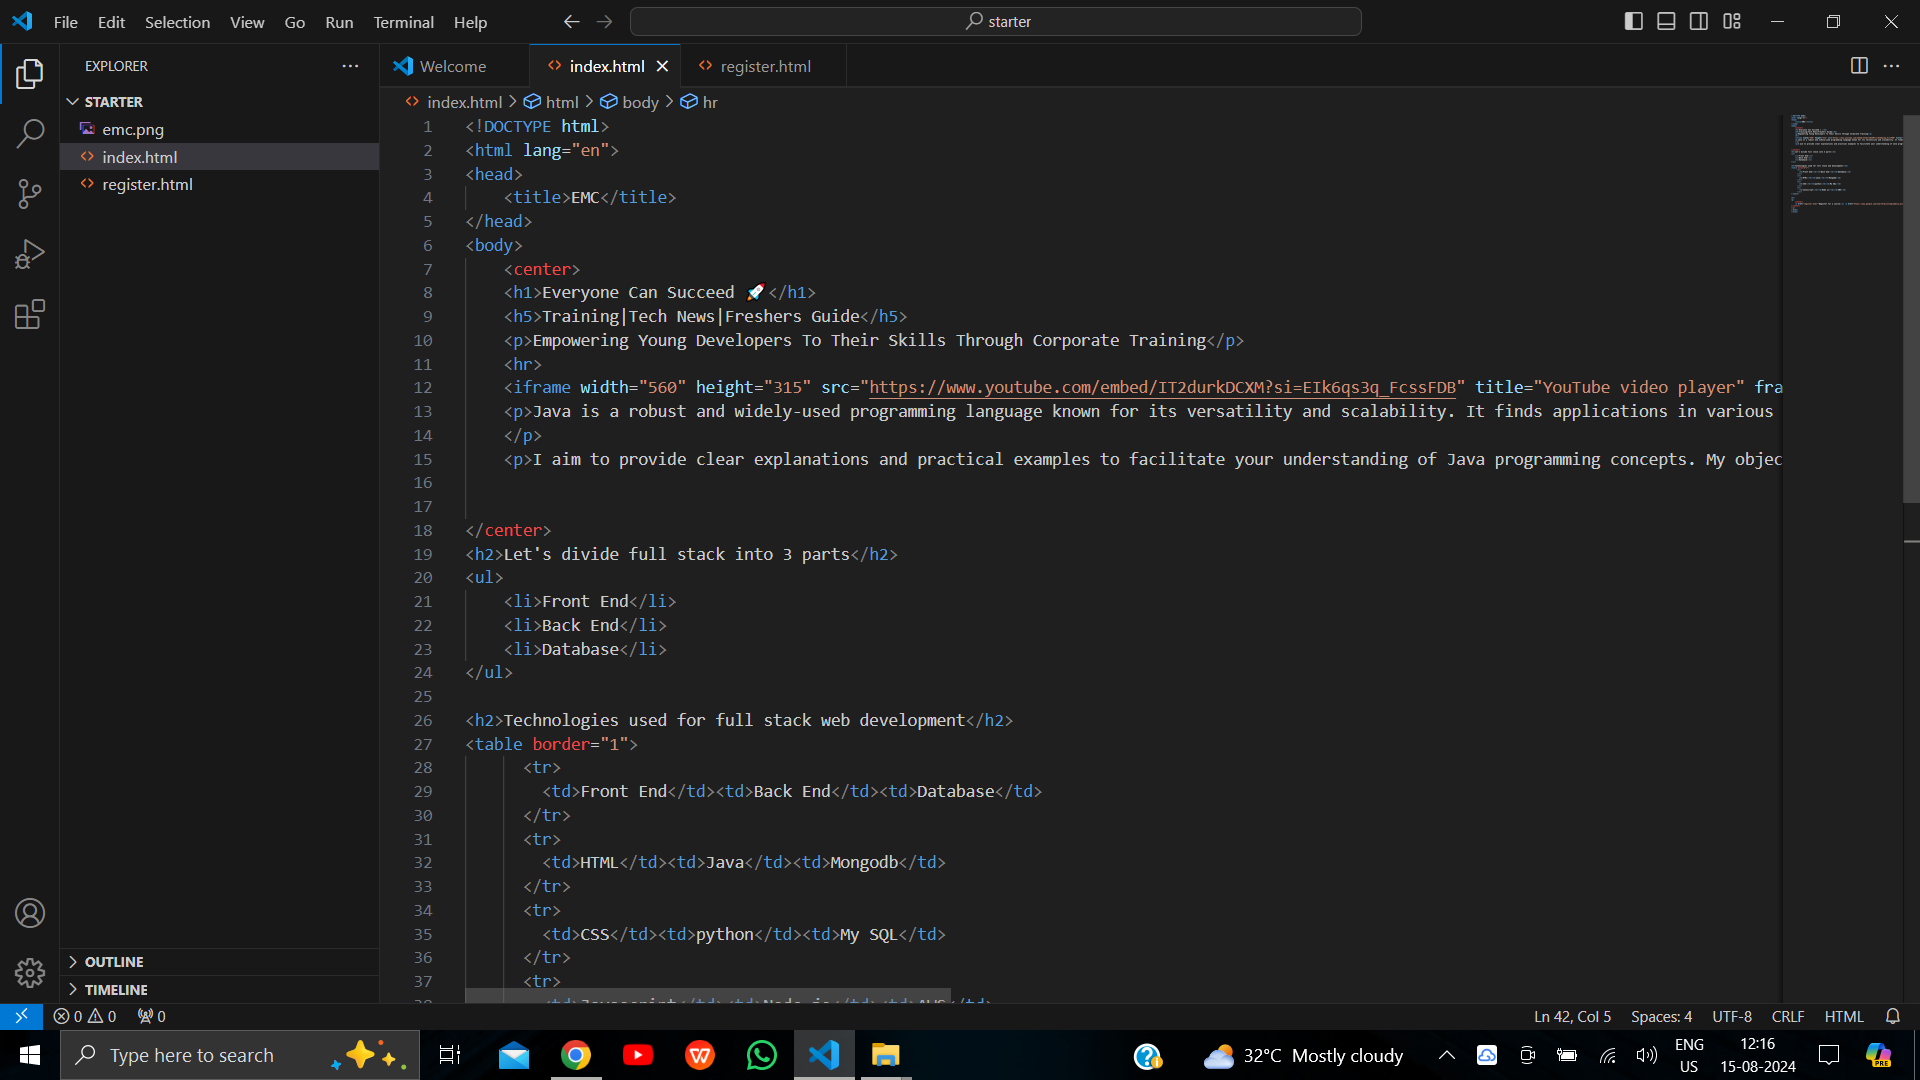 File Edit Selection View Go Run Terminal Help
starter
EXPLORER
Welcome
index.html
register.html
STARTER
emc.png
index.html
register.html
index.html > html > body > hr
1 <!DOCTYPE html>
2 <html lang="en">
3 <head>
4 <title>EMC</title>
5 </head>
6 <body>
7 <center>
8 <h1>Everyone Can Succeed 🚀</h1>
9 <h5>Training|Tech News|Freshers Guide</h5>
10 <p>Empowering Young Developers To Their Skills Through Corporate Training</p>
11 <hr>
12 <iframe width="560" height="315" src="https://www.youtube.com/embed/IT2durkDCXM?si=EIk6qs3q_FcssFDB" title="YouTube video player" fra
13 <p>Java is a robust and widely-used programming language known for its versatility and scalability. It finds applications in various
14 </p>
15 <p>I aim to provide clear explanations and practical examples to facilitate your understanding of Java programming concepts. My objec
16
17
18 </center>
19 <h2>Let's divide full stack into 3 parts</h2>
20 <ul>
21 <li>Front End</li>
22 <li>Back End</li>
23 <li>Database</li>
24 </ul>
25
26 <h2>Technologies used for full stack web development</h2>
27 <table border="1">
28 <tr>
29 <td>Front End</td><td>Back End</td><td>Database</td>
30 </tr>
31 <tr>
32 <td>HTML</td><td>Java</td><td>Mongodb</td>
33 </tr>
34 <tr>
35 <td>CSS</td><td>python</td><td>My SQL</td>
36 </tr>
37 <tr>
OUTLINE
TIMELINE
0 0 0
Ln 42, Col 5 Spaces: 4 UTF-8 CRLF HTML
Type here to search
32°C Mostly cloudy
ENG
US
12:16
15-08-2024